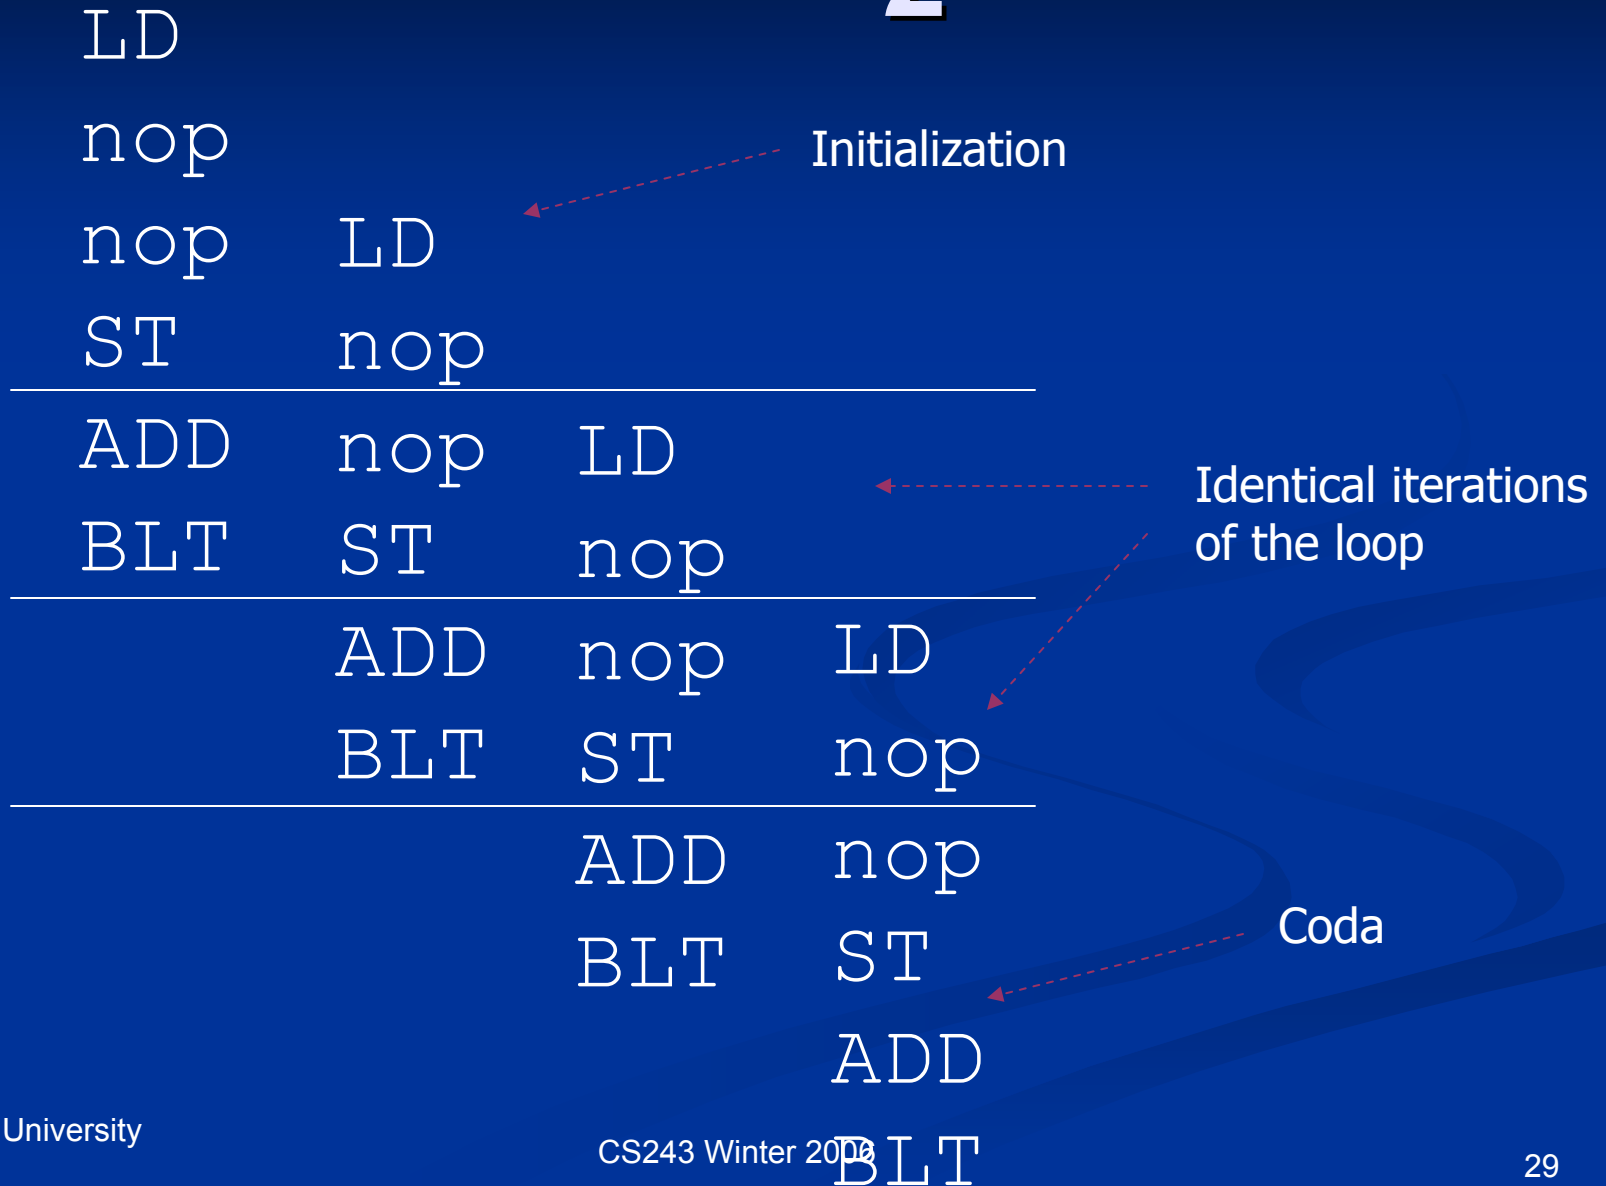 LD
nop
Initialization
nop LD
ST nop
ADD nop LD
Identical iterations
of the loop
BLT ST nop
ADD nop LD
BLT ST nop
ADD nop
Coda
BLT ST
ADD
BLT
University
CS243 Winter 2006
29